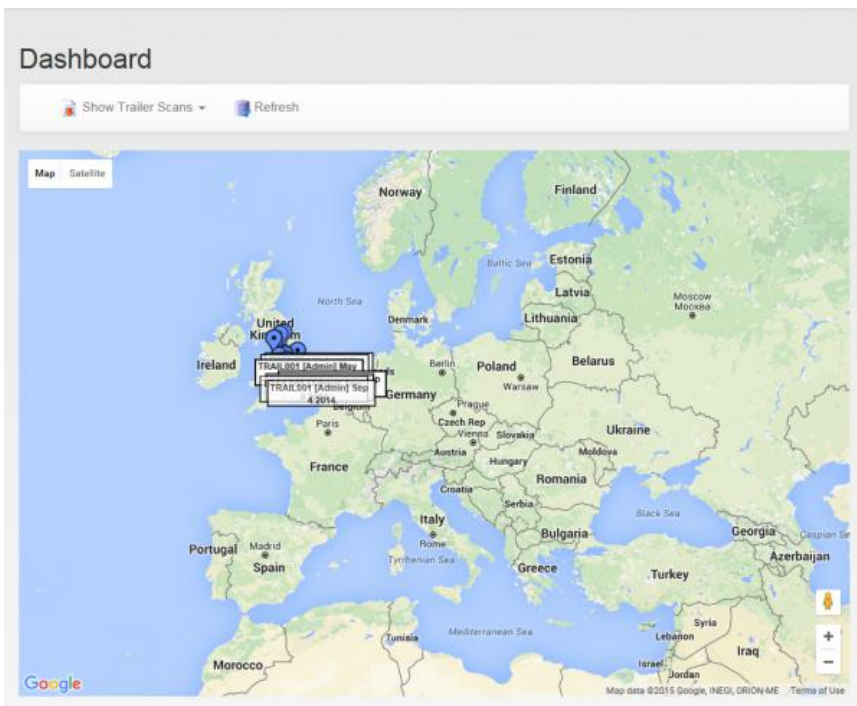 Dashboard
Show Trailer Scans
Refresh
Map
Satellite
Norway
Finland
Baltic Sea
Estonia
Latvia
Moscow
Москва
North Sea
Denmark
Lithuania
United
Kingdom
Ireland
TRAIL001 [Admin] May
Berlin
Poland
Belarus
Warsaw
TRAIL001 [Admin] Sep
4 2014
Germany
Belgium
Prague
Czech Rep
Paris
Vienna
Slovakia
Ukraine
Austria
Moldova
France
Hungary
Romania
Croatia
Serbia
Italy
Black Sea
Rome
Bulgaria
Georgia
Caspian Se
Portugal
Madrid
Spain
Tyrrhenian Sea
Greece
Azerbaijan
Turkey
Syria
Tunisia
Mediterranean Sea
Lebanon
Iraq
Morocco
Israel
Jordan
Google
Map data ©2015 Google, INEGI, ORION-ME
Terms of Use